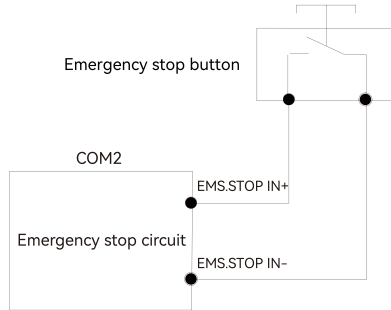 Emergency stop button
COM2
EMS.STOP IN+
Emergency stop circuit
EMS.STOP IN-